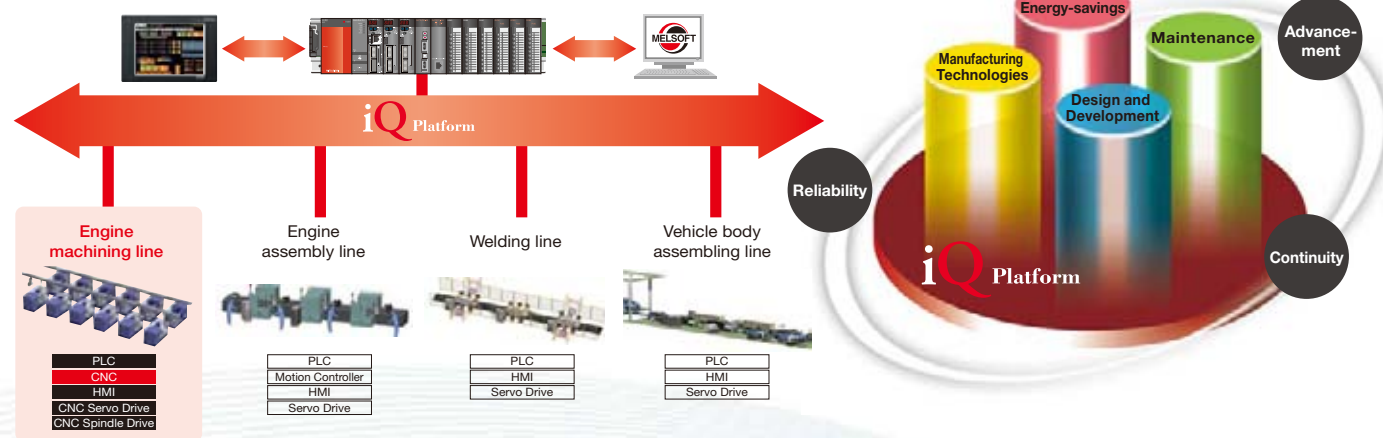 MELSOFT
iQ Platform
Engine
machining line
PLC
CNC
HMI
CNC Servo Drive
CNC Spindle Drive
Engine
assembly line
PLC
Motion Controller
HMI
Servo Drive
Welding line
PLC
HMI
Servo Drive
Vehicle body
assembling line
PLC
HMI
Servo Drive
Energy-savings
Manufacturing
Technologies
Maintenance
Design and
Development
Advance-
ment
Reliability
Continuity
iQ Platform